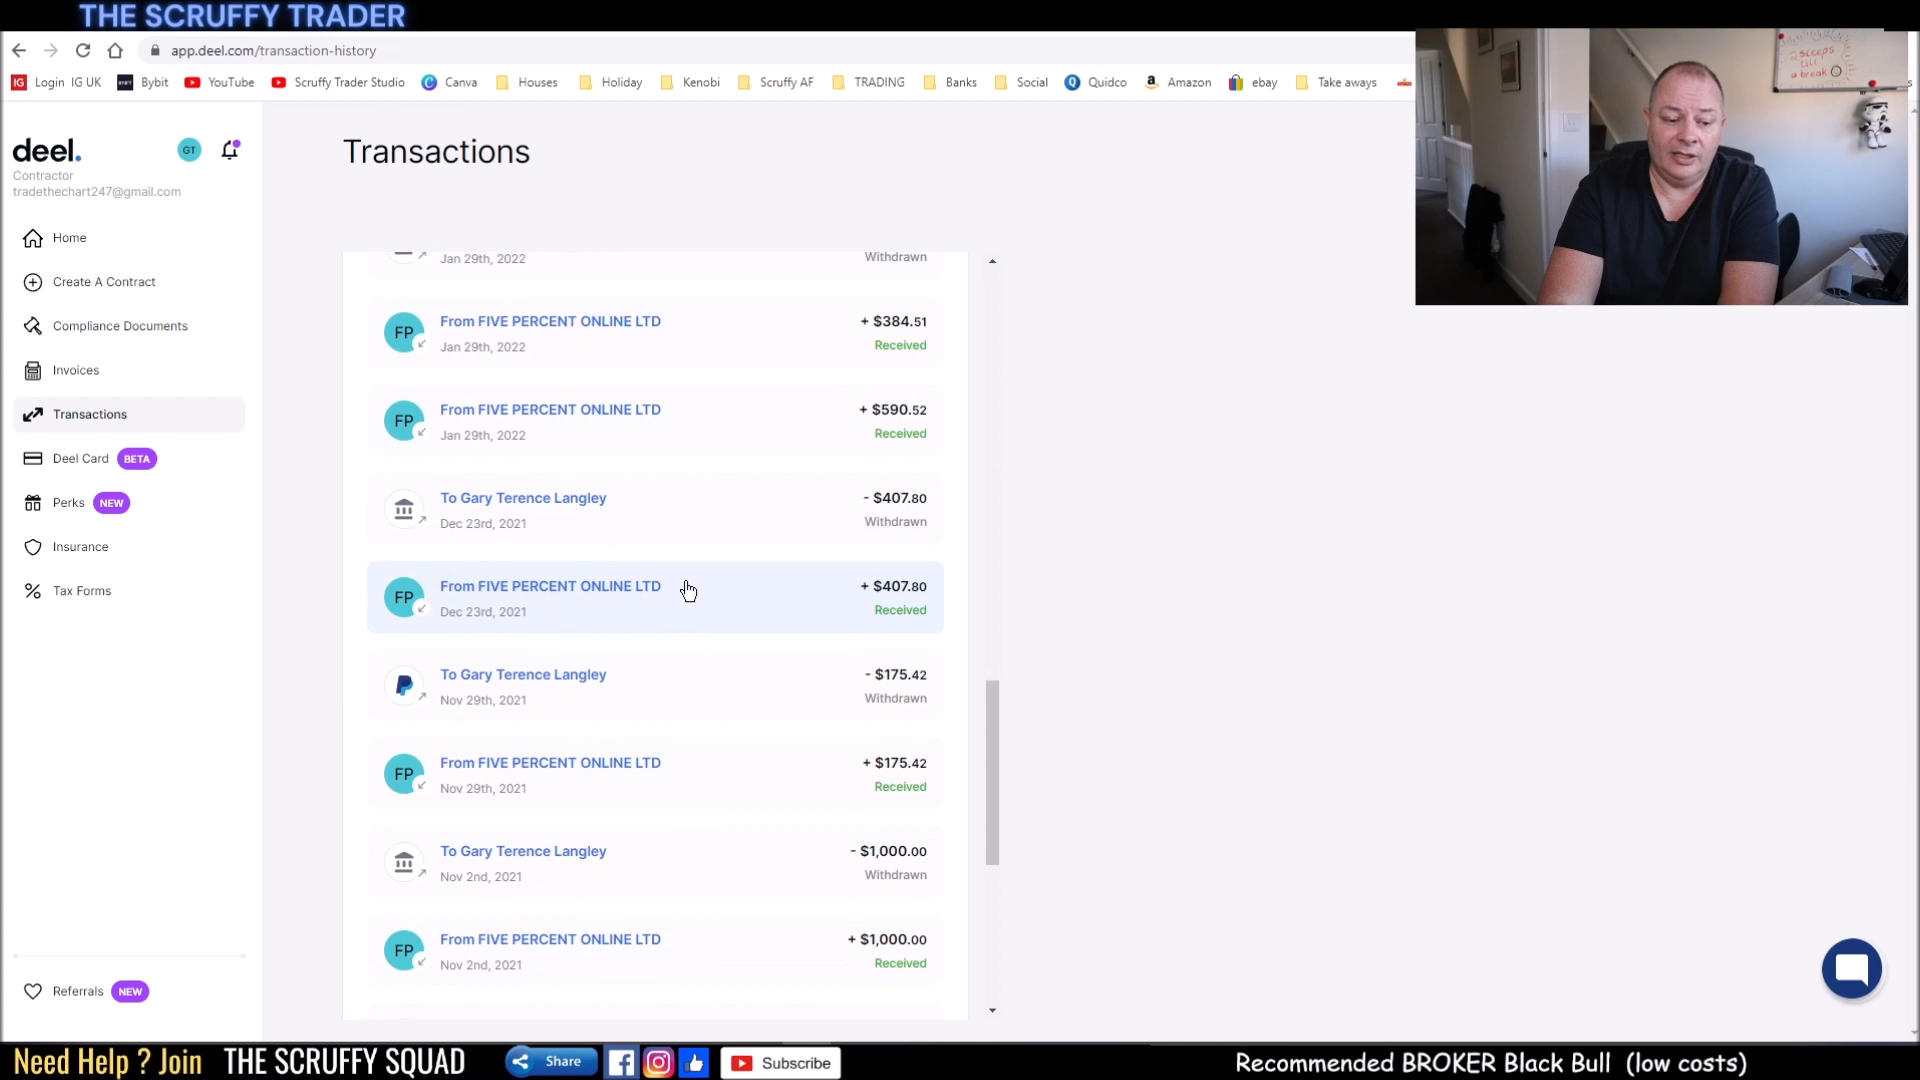 THE SCRUFFY TRADER
app.deel.com/transaction-history
IG Login IG UK Bybit YouTube Scruffy Trader Studio Canva Houses Holiday Kenobi Scruffy AF TRADING Banks Social Quidco Amazon ebay Take aways
2 sleeps
till
a break
deel.
GT
Contractor
tradethechart247@gmail.com
Home
Create A Contract
Compliance Documents
Invoices
Transactions
Deel Card BETA
Perks NEW
Insurance
Tax Forms
Referrals NEW
Transactions
Jan 29th, 2022 Withdrawn
FP From FIVE PERCENT ONLINE LTD + $384.51
Jan 29th, 2022 Received
FP From FIVE PERCENT ONLINE LTD + $590.52
Jan 29th, 2022 Received
To Gary Terence Langley - $407.80
Dec 23rd, 2021 Withdrawn
FP From FIVE PERCENT ONLINE LTD + $407.80
Dec 23rd, 2021 Received
To Gary Terence Langley - $175.42
Nov 29th, 2021 Withdrawn
FP From FIVE PERCENT ONLINE LTD + $175.42
Nov 29th, 2021 Received
To Gary Terence Langley - $1,000.00
Nov 2nd, 2021 Withdrawn
FP From FIVE PERCENT ONLINE LTD + $1,000.00
Nov 2nd, 2021 Received
Need Help ? Join THE SCRUFFY SQUAD Share Subscribe Recommended BROKER Black Bull (low costs)